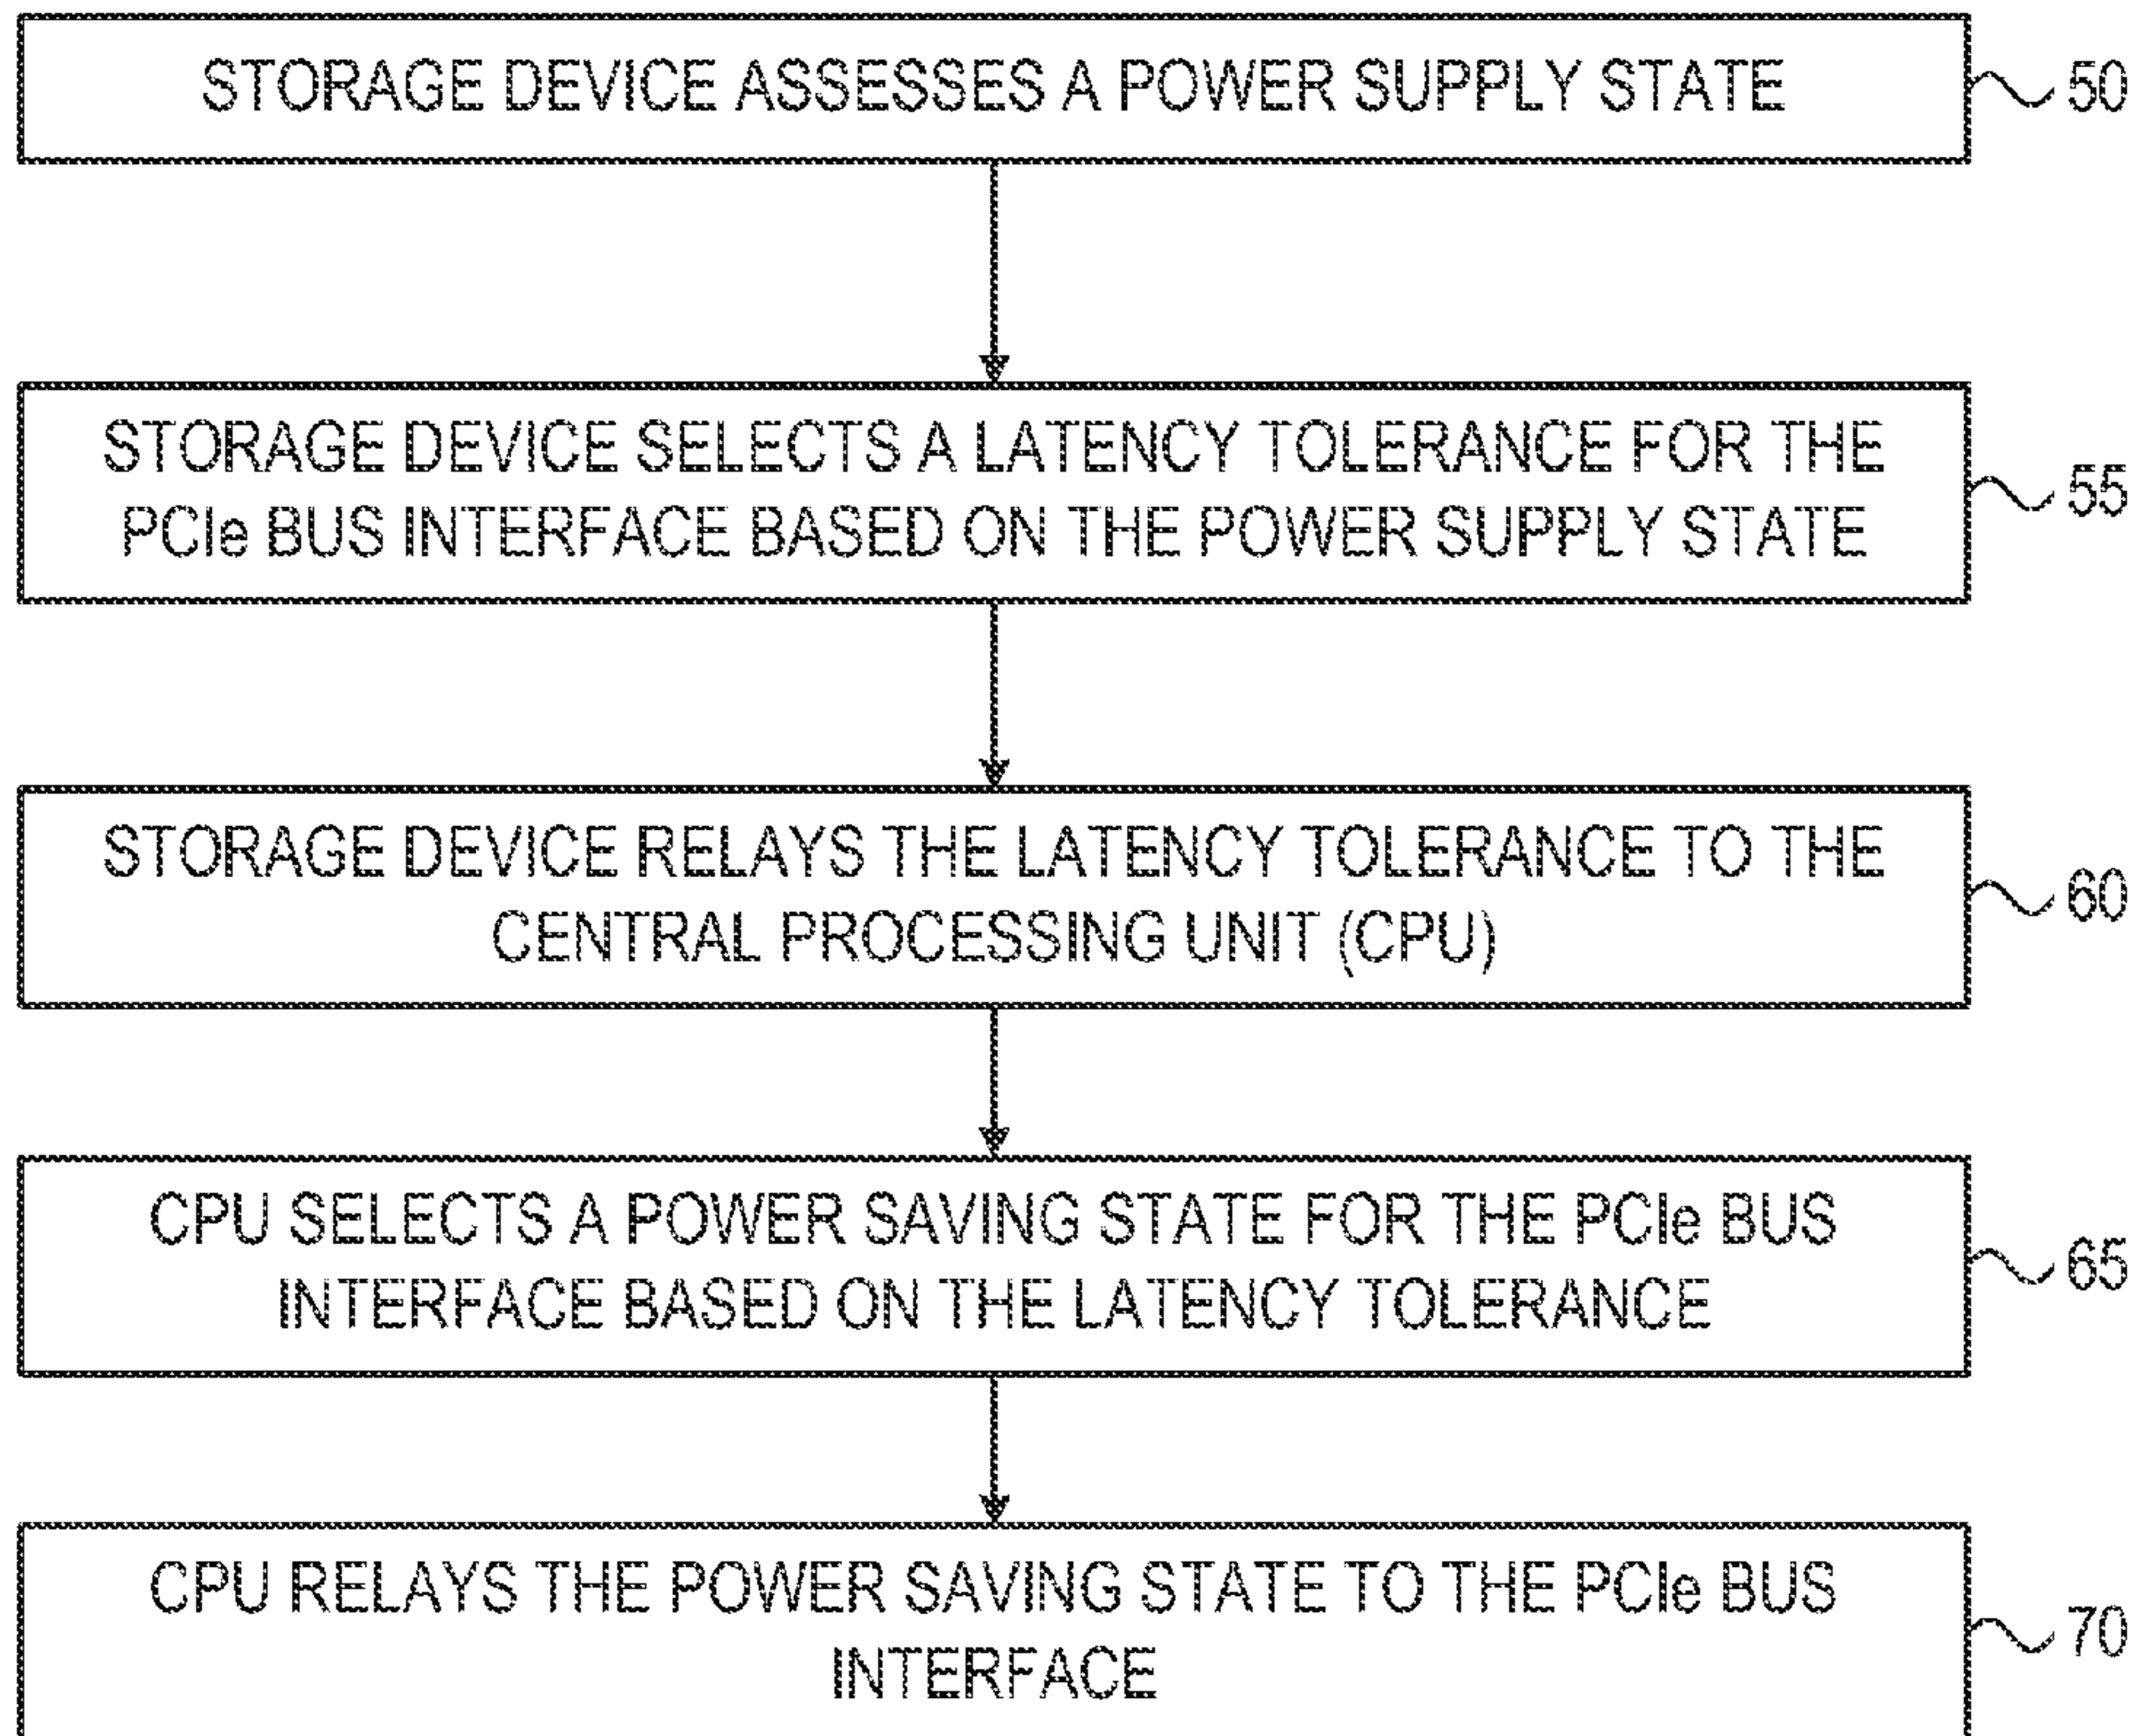 STORAGE DEVICE ASSESSES A POWER SUPPLY STATE
50
STORAGE DEVICE SELECTS A LATENCY TOLERANCE FOR THE
PCIe BUS INTERFACE BASED ON THE POWER SUPPLY STATE
55
STORAGE DEVICE RELAYS THE LATENCY TOLERANCE TO THE
CENTRAL PROCESSING UNIT (CPU)
60
CPU SELECTS A POWER SAVING STATE FOR THE PCIe BUS
INTERFACE BASED ON THE LATENCY TOLERANCE
65
CPU RELAYS THE POWER SAVING STATE TO THE PCIe BUS
INTERFACE
70